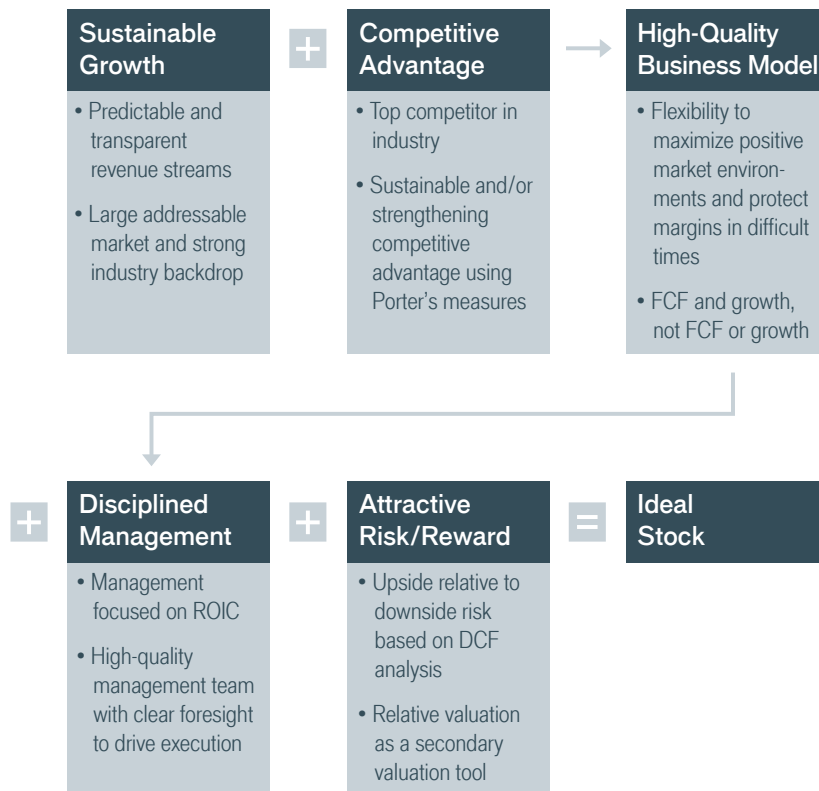 Sustainable
Growth
• Predictable and
transparent
revenue streams
• Large addressable
market and strong
industry backdrop
+
Competitive
Advantage
• Top competitor in
industry
• Sustainable and/or
strengthening
competitive
advantage using
Porter's measures
High-Quality
Business Model
• Flexibility to
maximize positive
market environ-
ments and protect
margins in difficult
times
• FCF and growth,
not FCF or growth
+
Disciplined
Management
• Management
focused on ROIC
• High-quality
management team
with clear foresight
to drive execution
+
Attractive
Risk/Reward
• Upside relative to
downside risk
based on DCF
analysis
• Relative valuation
as a secondary
valuation tool
=
Ideal
Stock